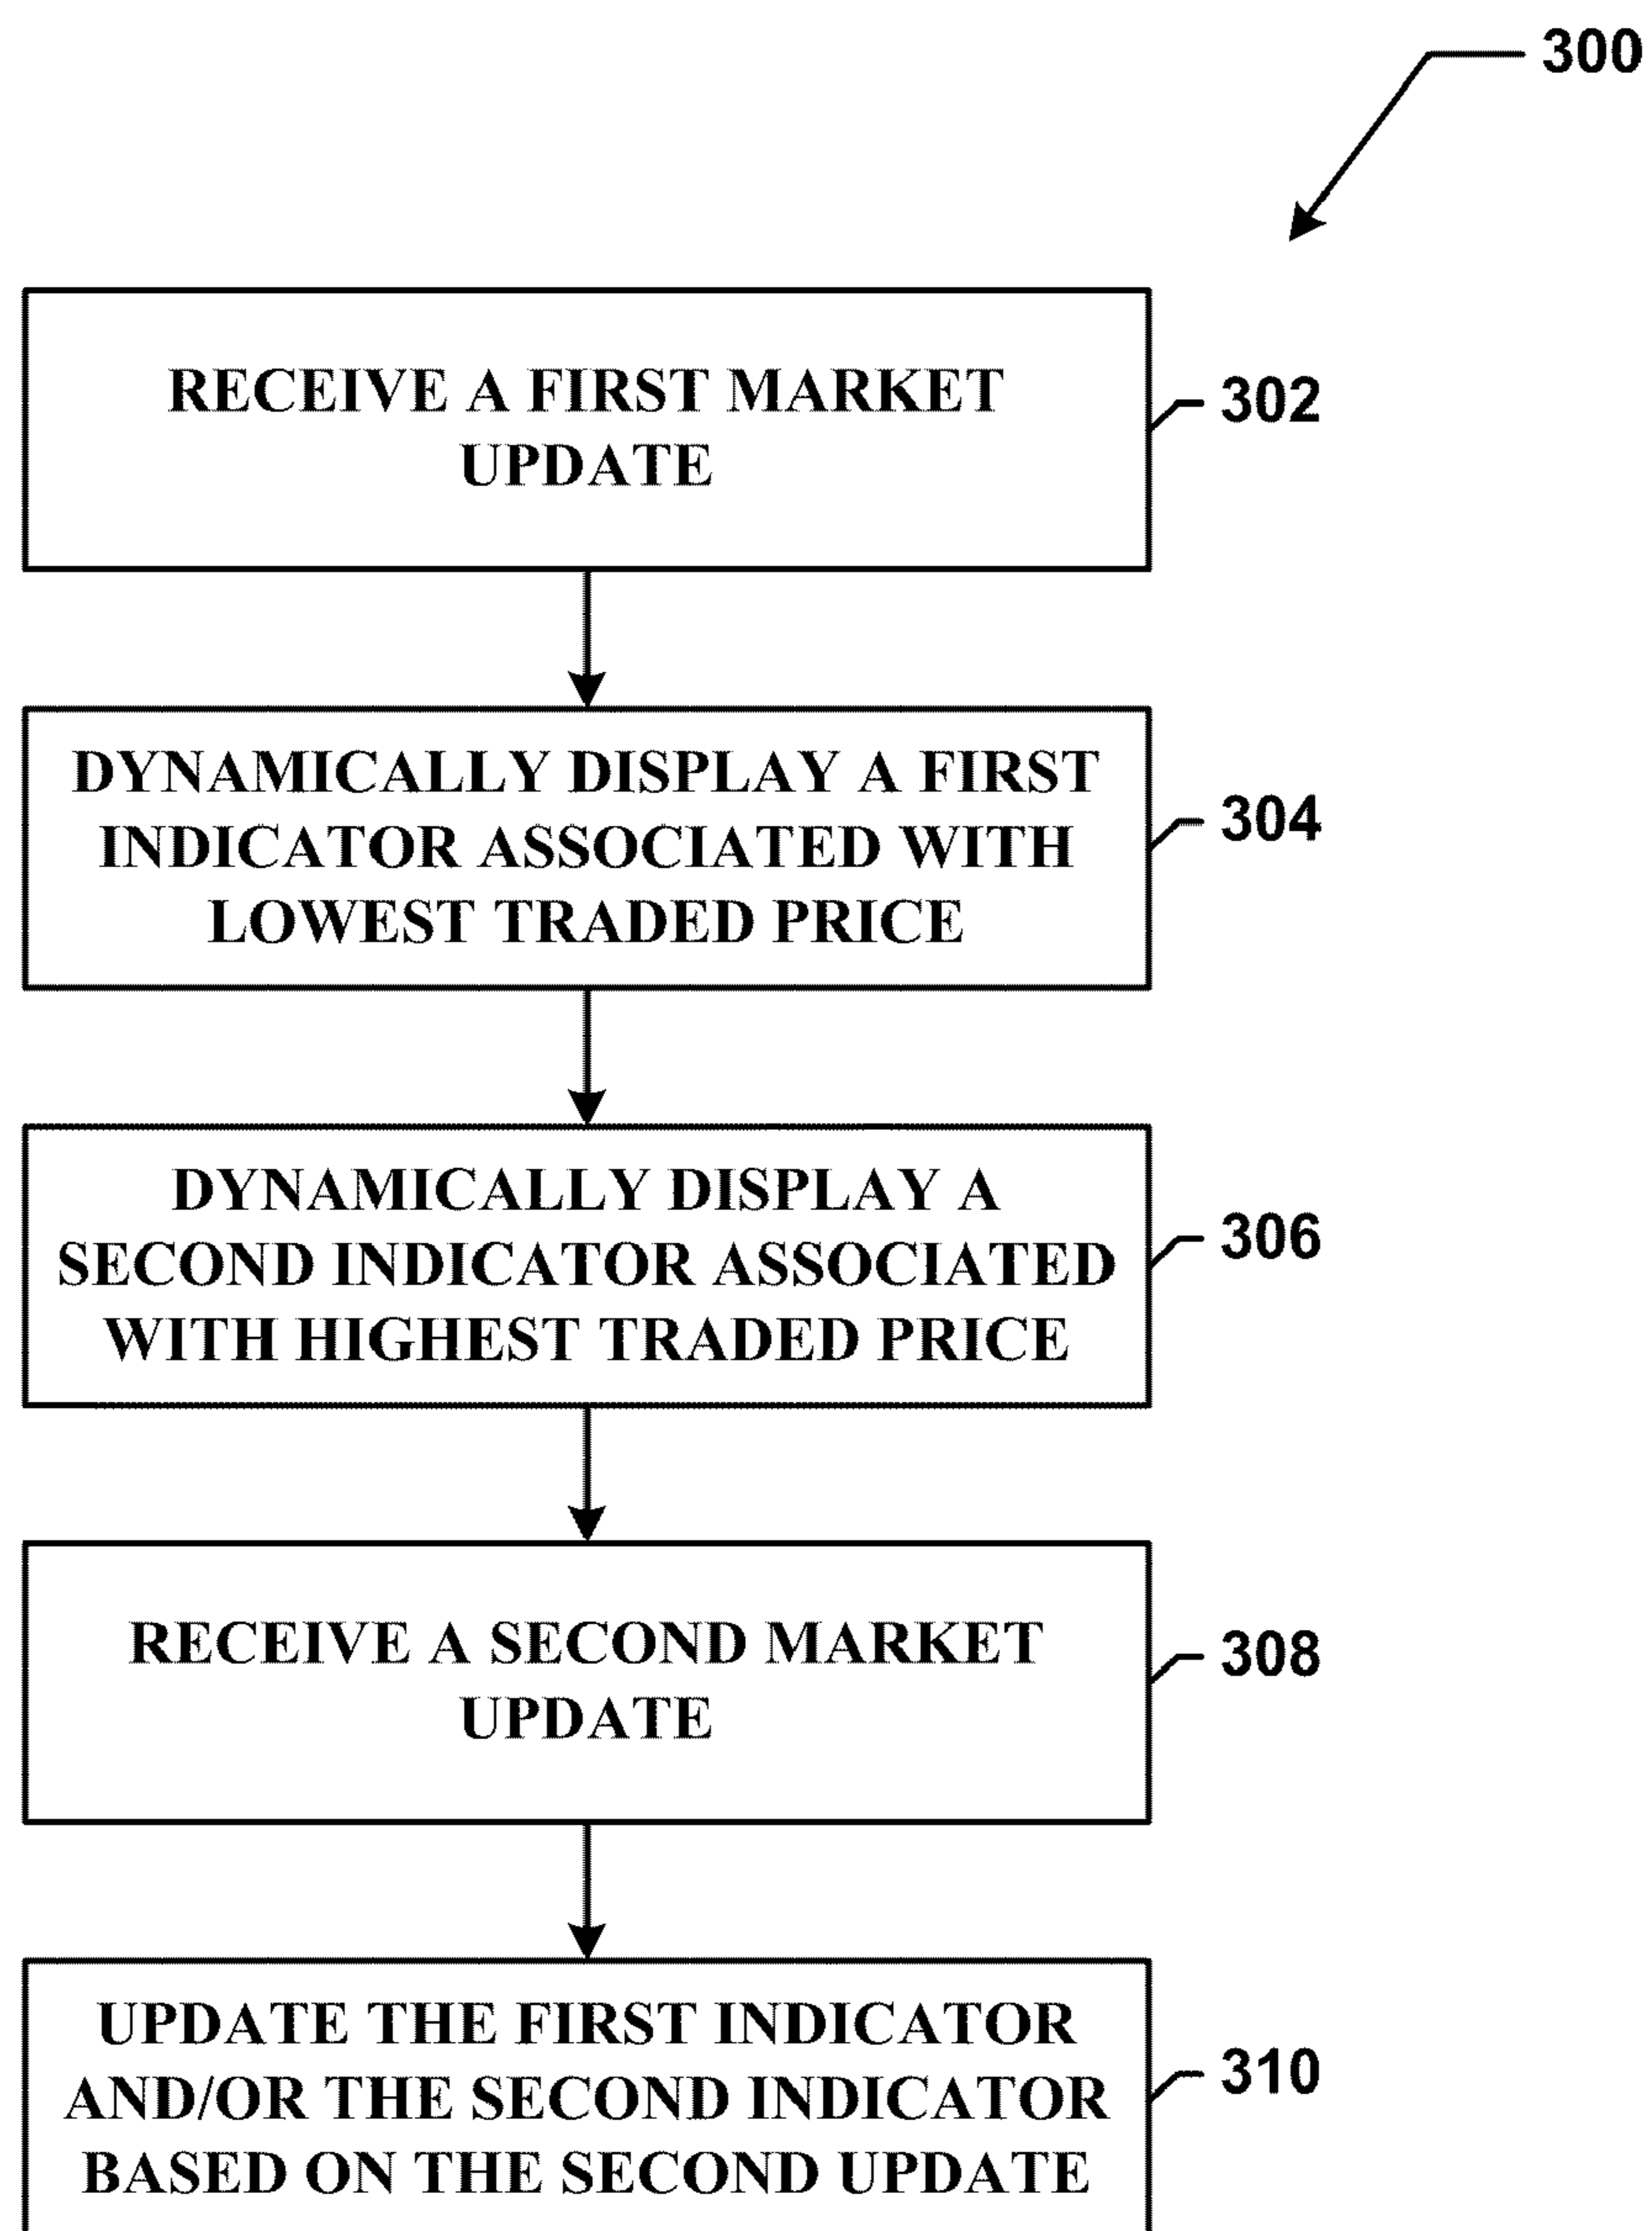 300
RECEIVE A FIRST MARKET
UPDATE
302
DYNAMICALLY DISPLAY A FIRST
INDICATOR ASSOCIATED WITH
LOWEST TRADED PRICE
304
DYNAMICALLY DISPLAY A
SECOND INDICATOR ASSOCIATED
WITH HIGHEST TRADED PRICE
306
RECEIVE A SECOND MARKET
UPDATE
308
UPDATE THE FIRST INDICATOR
AND/OR THE SECOND INDICATOR
BASED ON THE SECOND UPDATE
310